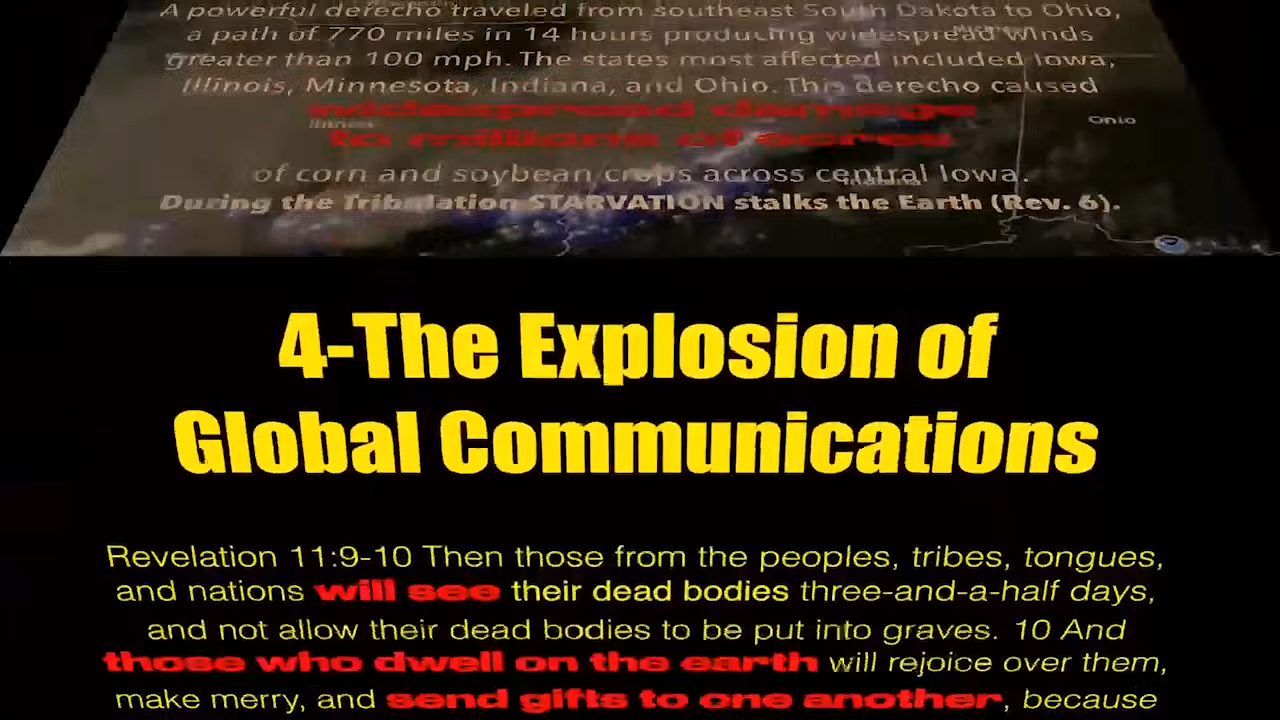 A powerful derecho traveled from southeast South Dakota to Ohio,
a path of 770 miles in 14 hours producing widespread winds
greater than 100 mph. The states most affected included Iowa,
Illinois, Minnesota, Indiana, and Ohio. This derecho caused
widespread damage
Illinois
Ohio
to millions of acres
of corn and soybean crops across central Iowa.
During the Tribulation STARVATION stalks the Earth (Rev. 6).
4-The Explosion of
Global Communications
Revelation 11:9-10 Then those from the peoples, tribes, tongues,
and nations will see their dead bodies three-and-a-half days,
and not allow their dead bodies to be put into graves. 10 And
those who dwell on the earth will rejoice over them,
make merry, and send gifts to one another, because